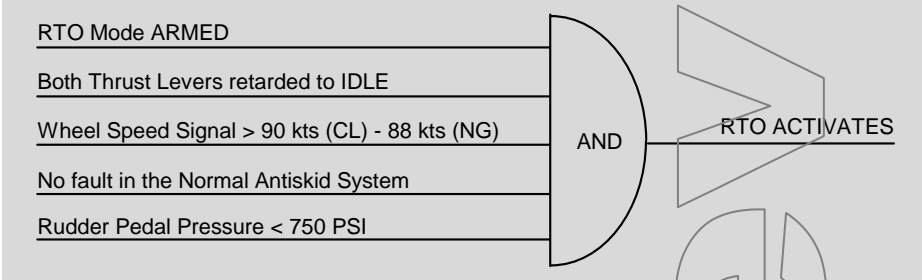 RTO Mode ARMED
Both Thrust Levers retarded to IDLE
Wheel Speed Signal > 90 kts (CL) - 88 kts (NG)
AND
RTO ACTIVATES
No fault in the Normal Antiskid System
Rudder Pedal Pressure < 750 PSI